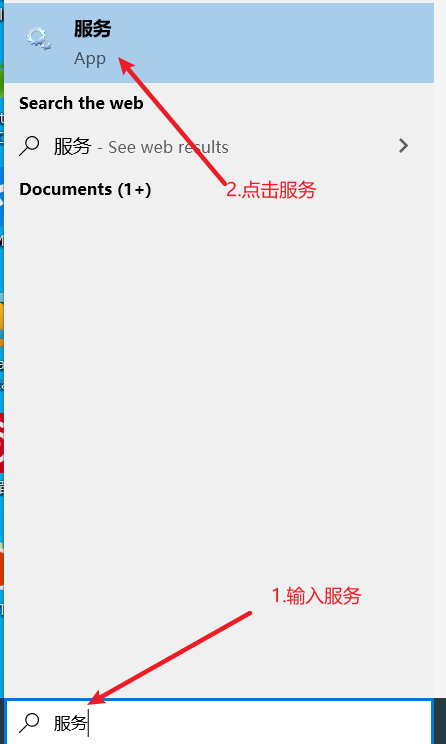 服务
App
Search the web
服务 - See web results
Documents (1+)
2.点击服务
1.输入服务
服务